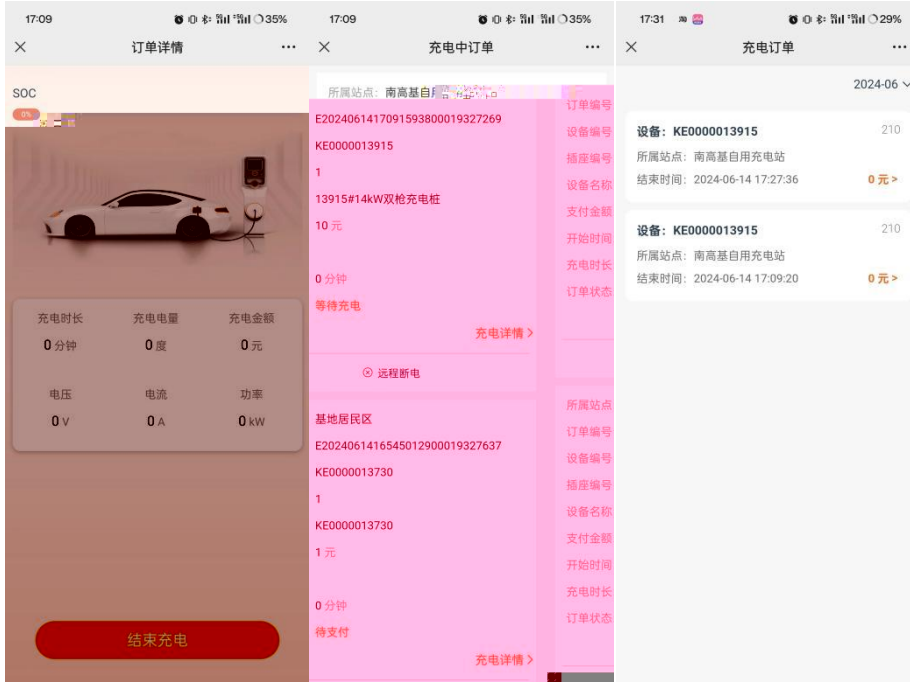 17:09
35%
订单详情
SOC
0%
充电时长 充电电量 充电金额
0 分钟 0 度 0 元
电压 电流 功率
0 V 0 A 0 kW
结束充电
17:09
35%
充电中订单
所属站点: 南高基自
E2024061417091593800019327269
KE0000013915
1
13915#14kW双枪充电桩
10 元
0 分钟
等待充电
充电详情
远程断电
基地居民区
E2024061416545012900019327637
KE0000013730
1
KE0000013730
1 元
0 分钟
待支付
充电详情
订单编号
设备编号
插座编号
设备名称
支付金额
开始时间
充电时长
订单状态
所属站点
订单编号
设备编号
插座编号
设备名称
支付金额
开始时间
充电时长
订单状态
17:31
29%
充电订单
2024-06
设备: KE0000013915 210
所属站点: 南高基自用充电站
结束时间: 2024-06-14 17:27:36 0 元 >
设备: KE0000013915 210
所属站点: 南高基自用充电站
结束时间: 2024-06-14 17:09:20 0 元 >